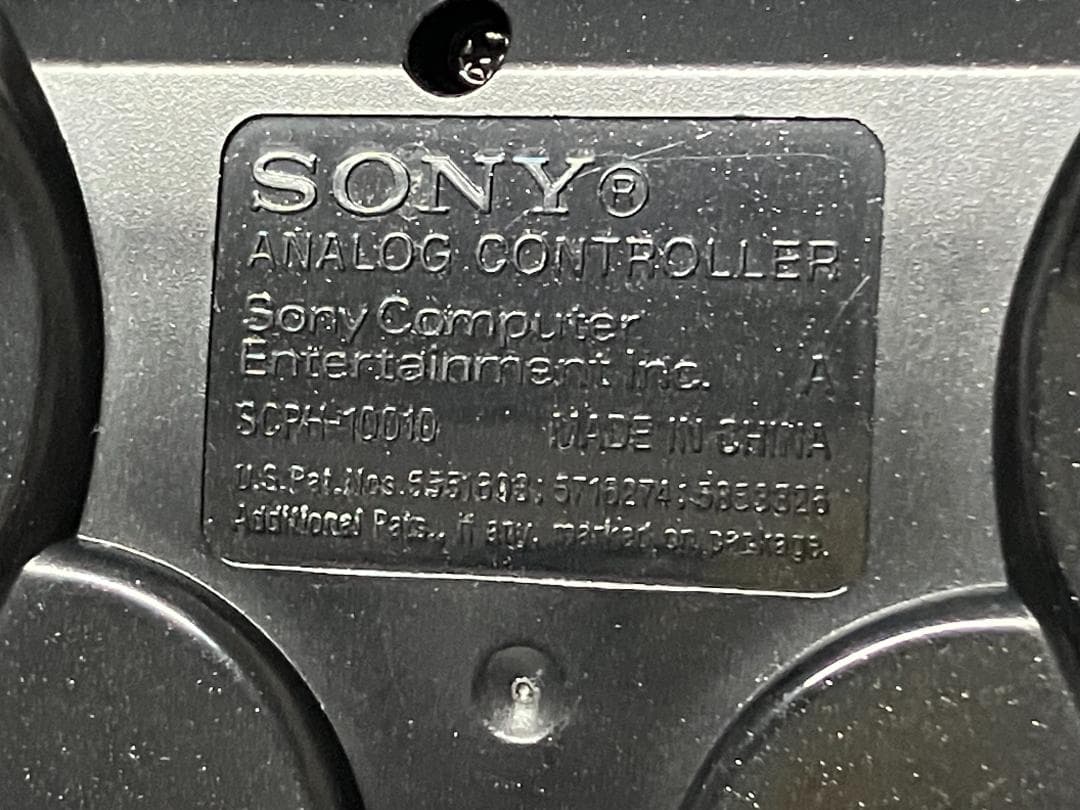 SONY®
ANALOG CONTROLLER
Sony Computer
Entertainment Inc. A
SCPH-10010 MADE IN CHINA
U.S.Pat.Nos. 5716274; 5853326
Additional Pats., if any, marked on package.